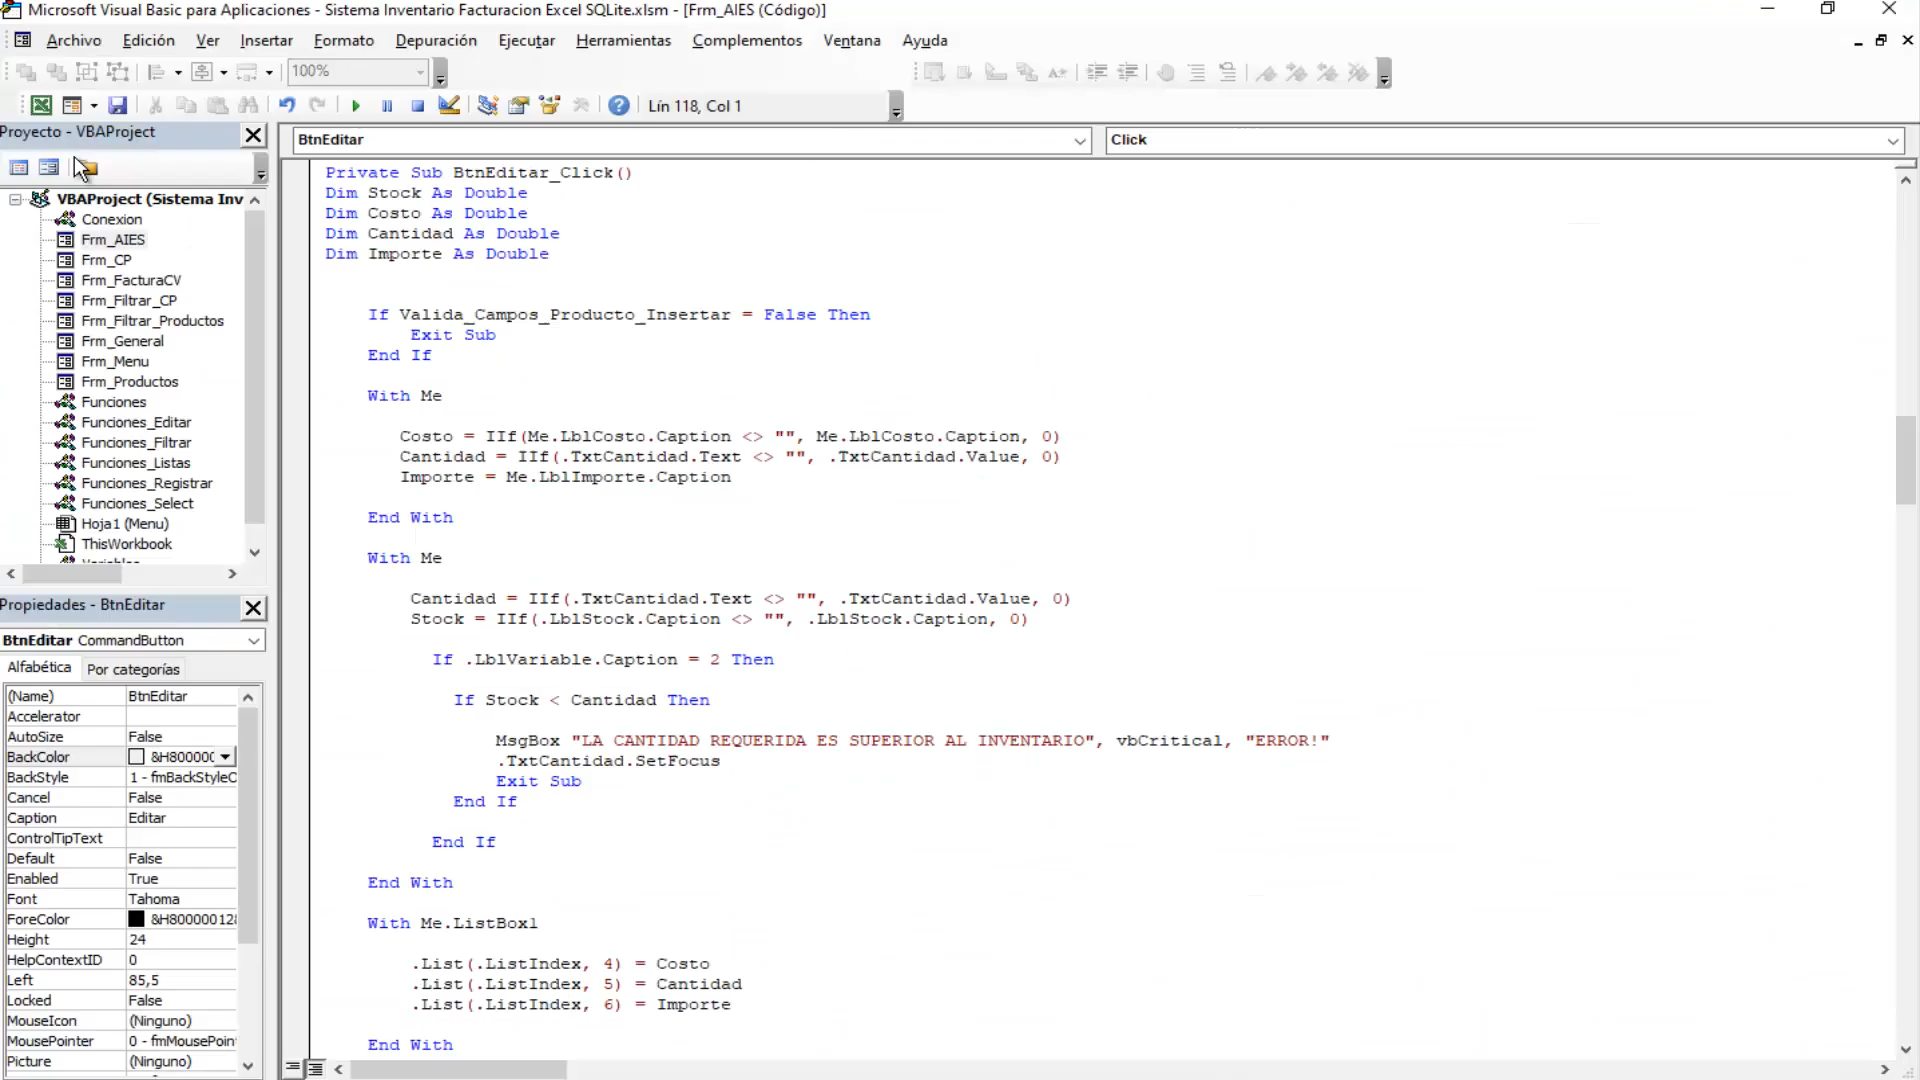 Microsoft Visual Basic para Aplicaciones - Sistema Inventario Facturacion Excel SQLite.xlsm - [Frm_AIES (Código)]
Archivo Edición Ver Insertar Formato Depuración Ejecutar Herramientas Complementos Ventana Ayuda
100%
Lín 118, Col 1
Proyecto - VBAProject
VBAProject (Sistema Inv
Conexion
Frm_AIES
Frm_CP
Frm_FacturaCV
Frm_Filtrar_CP
Frm_Filtrar_Productos
Frm_General
Frm_Menu
Frm_Productos
Funciones
Funciones_Editar
Funciones_Filtrar
Funciones_Listas
Funciones_Registrar
Funciones_Select
Hoja1 (Menu)
ThisWorkbook
Propiedades - BtnEditar
BtnEditar CommandButton
Alfabética Por categorías
(Name) BtnEditar
Accelerator
AutoSize False
BackColor &H800000
BackStyle 1 - fmBackStyleO
Cancel False
Caption Editar
ControlTipText
Default False
Enabled True
Font Tahoma
ForeColor &H80000012
Height 24
HelpContextID 0
Left 85,5
Locked False
MouseIcon (Ninguno)
MousePointer 0 - fmMousePoin
Picture (Ninguno)
BtnEditar Click
Private Sub BtnEditar_Click()
Dim Stock As Double
Dim Costo As Double
Dim Cantidad As Double
Dim Importe As Double
If Valida_Campos_Producto_Insertar = False Then
Exit Sub
End If
With Me
Costo = IIf(Me.LblCosto.Caption <> "", Me.LblCosto.Caption, 0)
Cantidad = IIf(.TxtCantidad.Text <> "", .TxtCantidad.Value, 0)
Importe = Me.LblImporte.Caption
End With
With Me
Cantidad = IIf(.TxtCantidad.Text <> "", .TxtCantidad.Value, 0)
Stock = IIf(.LblStock.Caption <> "", .LblStock.Caption, 0)
If .LblVariable.Caption = 2 Then
If Stock < Cantidad Then
MsgBox "LA CANTIDAD REQUERIDA ES SUPERIOR AL INVENTARIO", vbCritical, "ERROR!"
.TxtCantidad.SetFocus
Exit Sub
End If
End If
End With
With Me.ListBox1
.List(.ListIndex, 4) = Costo
.List(.ListIndex, 5) = Cantidad
.List(.ListIndex, 6) = Importe
End With